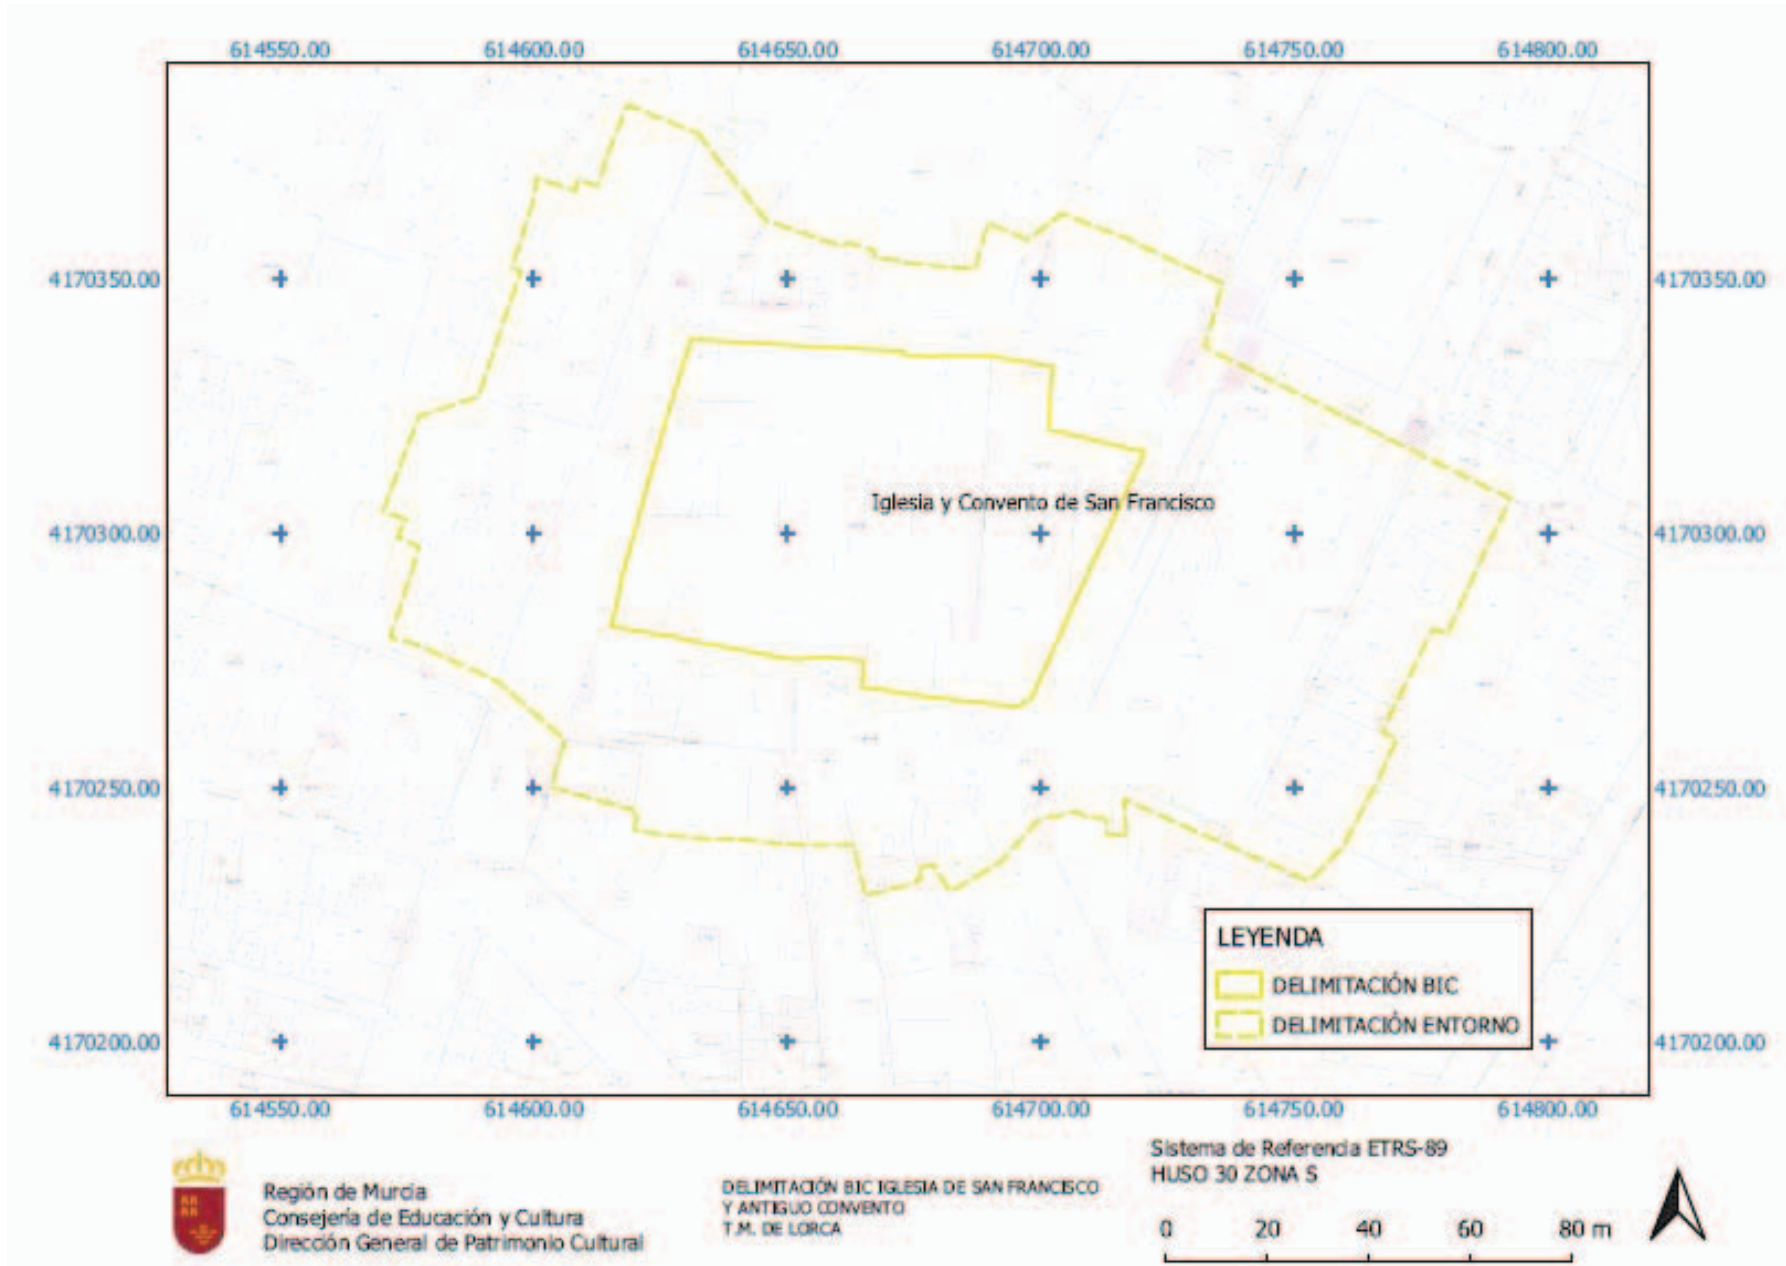 614550.00 614600.00 614650.00 614700.00 614750.00 614800.00
4170350.00 4170350.00
Iglesia y Convento de San Francisco
4170300.00 4170300.00
4170250.00 4170250.00
LEYENDA
DELIMITACIÓN BIC
DELIMITACIÓN ENTORNO
4170200.00 4170200.00
614550.00 614600.00 614650.00 614700.00 614750.00 614800.00
Región de Murcia
Consejería de Educación y Cultura
Dirección General de Patrimonio Cultural
DELIMITACIÓN BIC IGLESIA DE SAN FRANCISCO
Y ANTIGUO CONVENTO
T.M. DE LORCA
Sistema de Referencia ETRS-89
HUSO 30 ZONA S
0 20 40 60 80 m